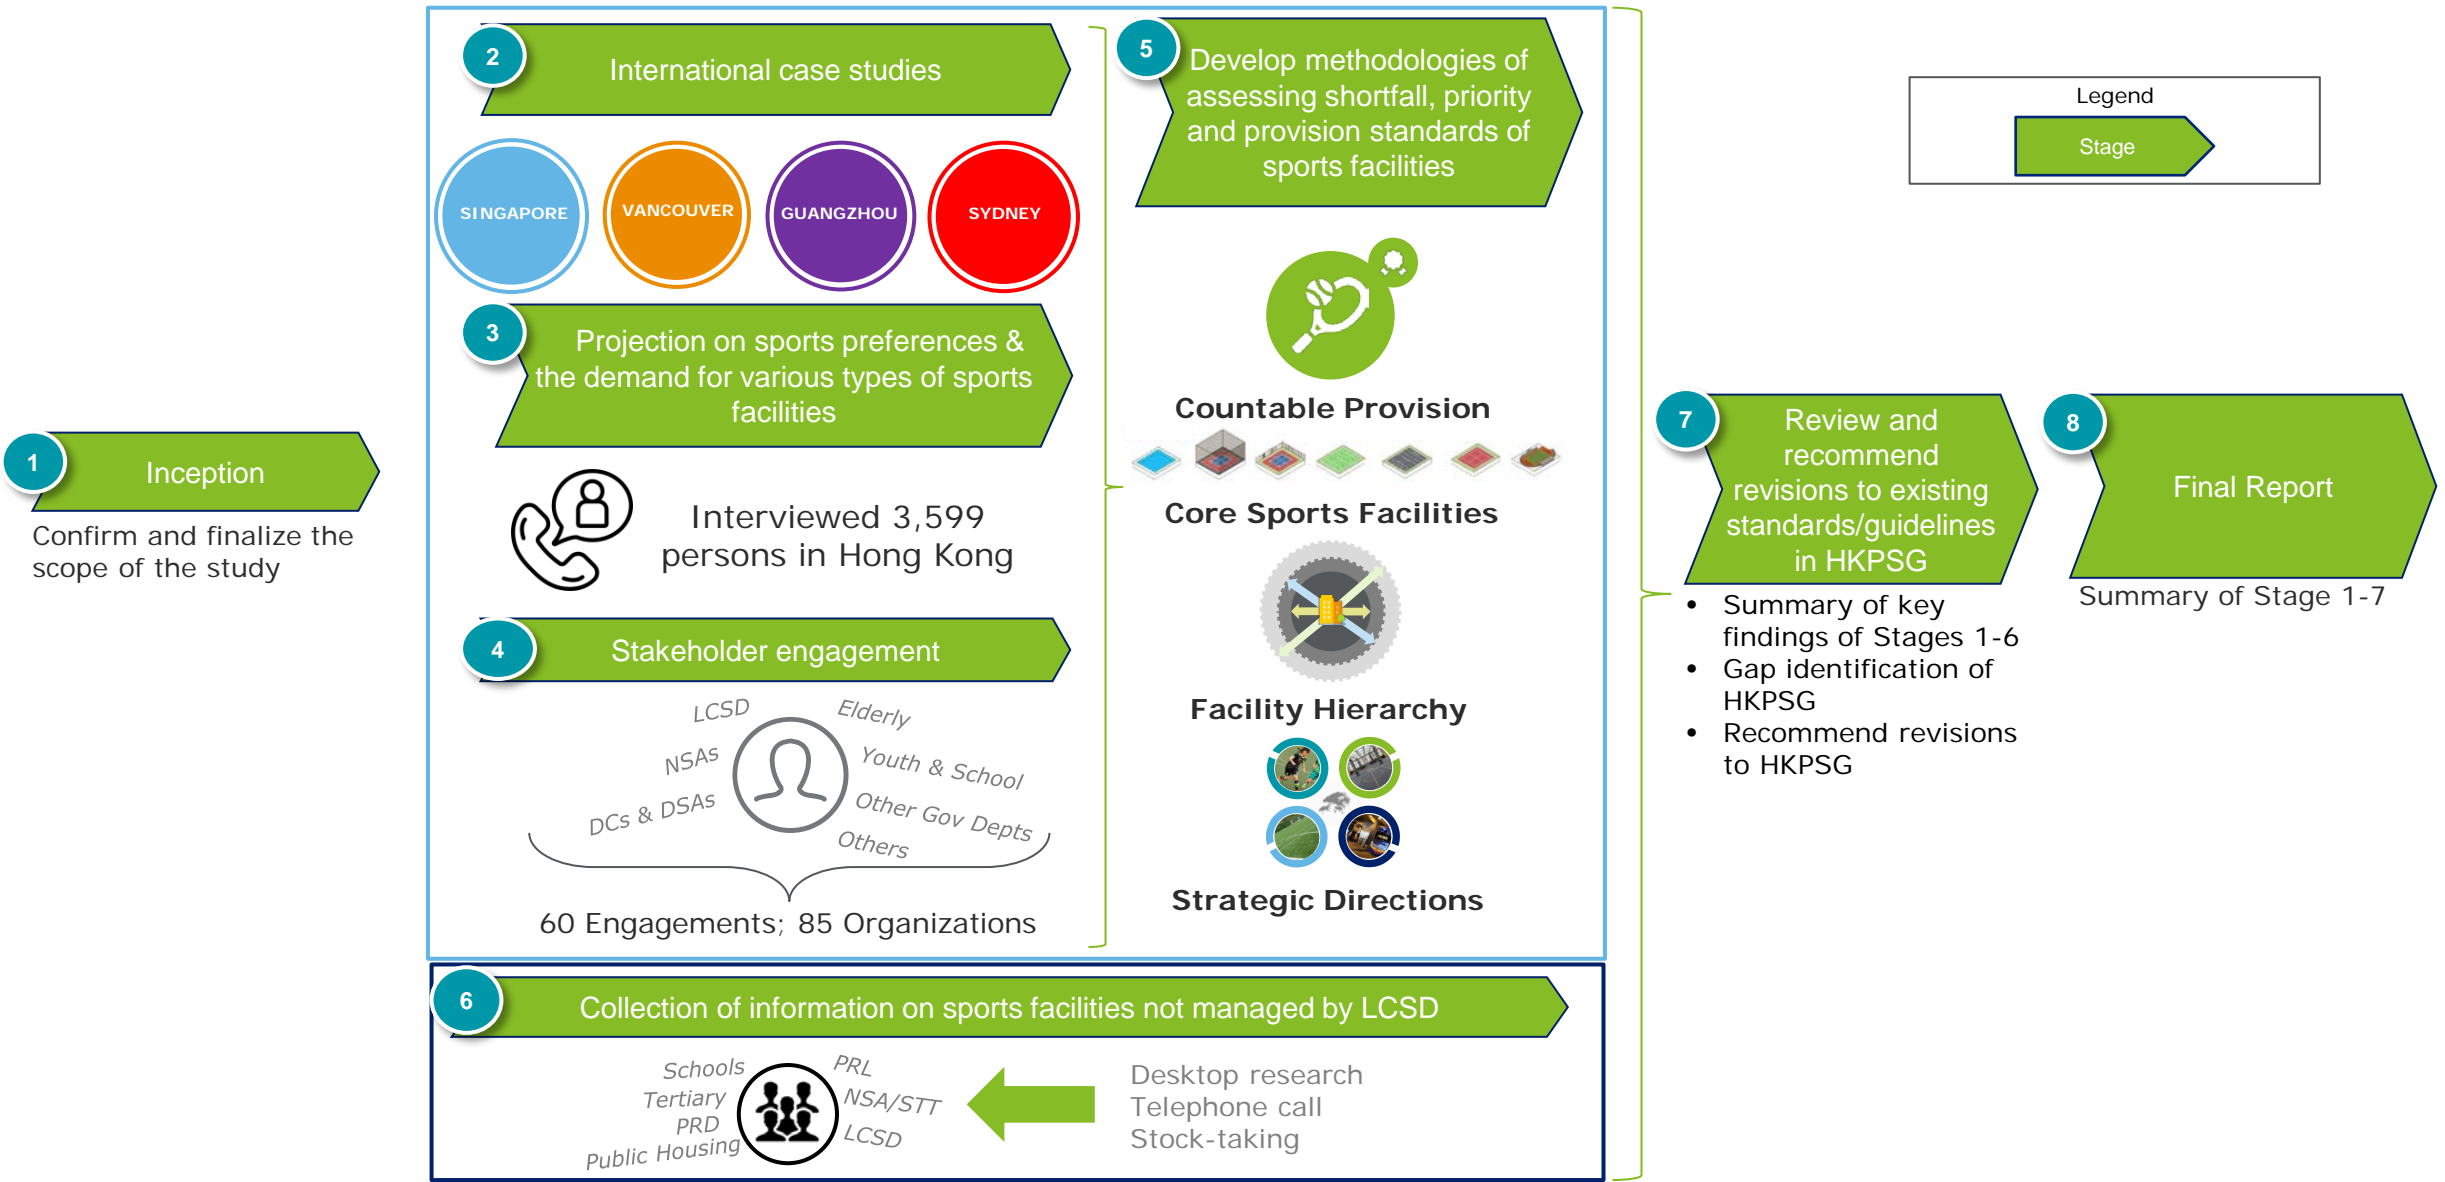 1
Inception
Confirm and finalize the
scope of the study
2
International case studies
SINGAPORE
VANCOUVER
GUANGZHOU
SYDNEY
3
Projection on sports preferences &
the demand for various types of sports
facilities
Interviewed 3,599
persons in Hong Kong
4
Stakeholder engagement
LCSD
NSAs
DCs & DSAs
Elderly
Youth & School
Other Gov Depts
Others
60 Engagements; 85 Organizations
5
Develop methodologies of
assessing shortfall, priority
and provision standards of
sports facilities
Countable Provision
Core Sports Facilities
Facility Hierarchy
Strategic Directions
6
Collection of information on sports facilities not managed by LCSD
Schools
Tertiary
PRD
Public Housing
PRL
NSA/STT
LCSD
Desktop research
Telephone call
Stock-taking
Legend
Stage
7
Review and
recommend
revisions to existing
standards/guidelines
in HKPSG
• Summary of key
findings of Stages 1-6
• Gap identification of
HKPSG
• Recommend revisions
to HKPSG
8
Final Report
Summary of Stage 1-7